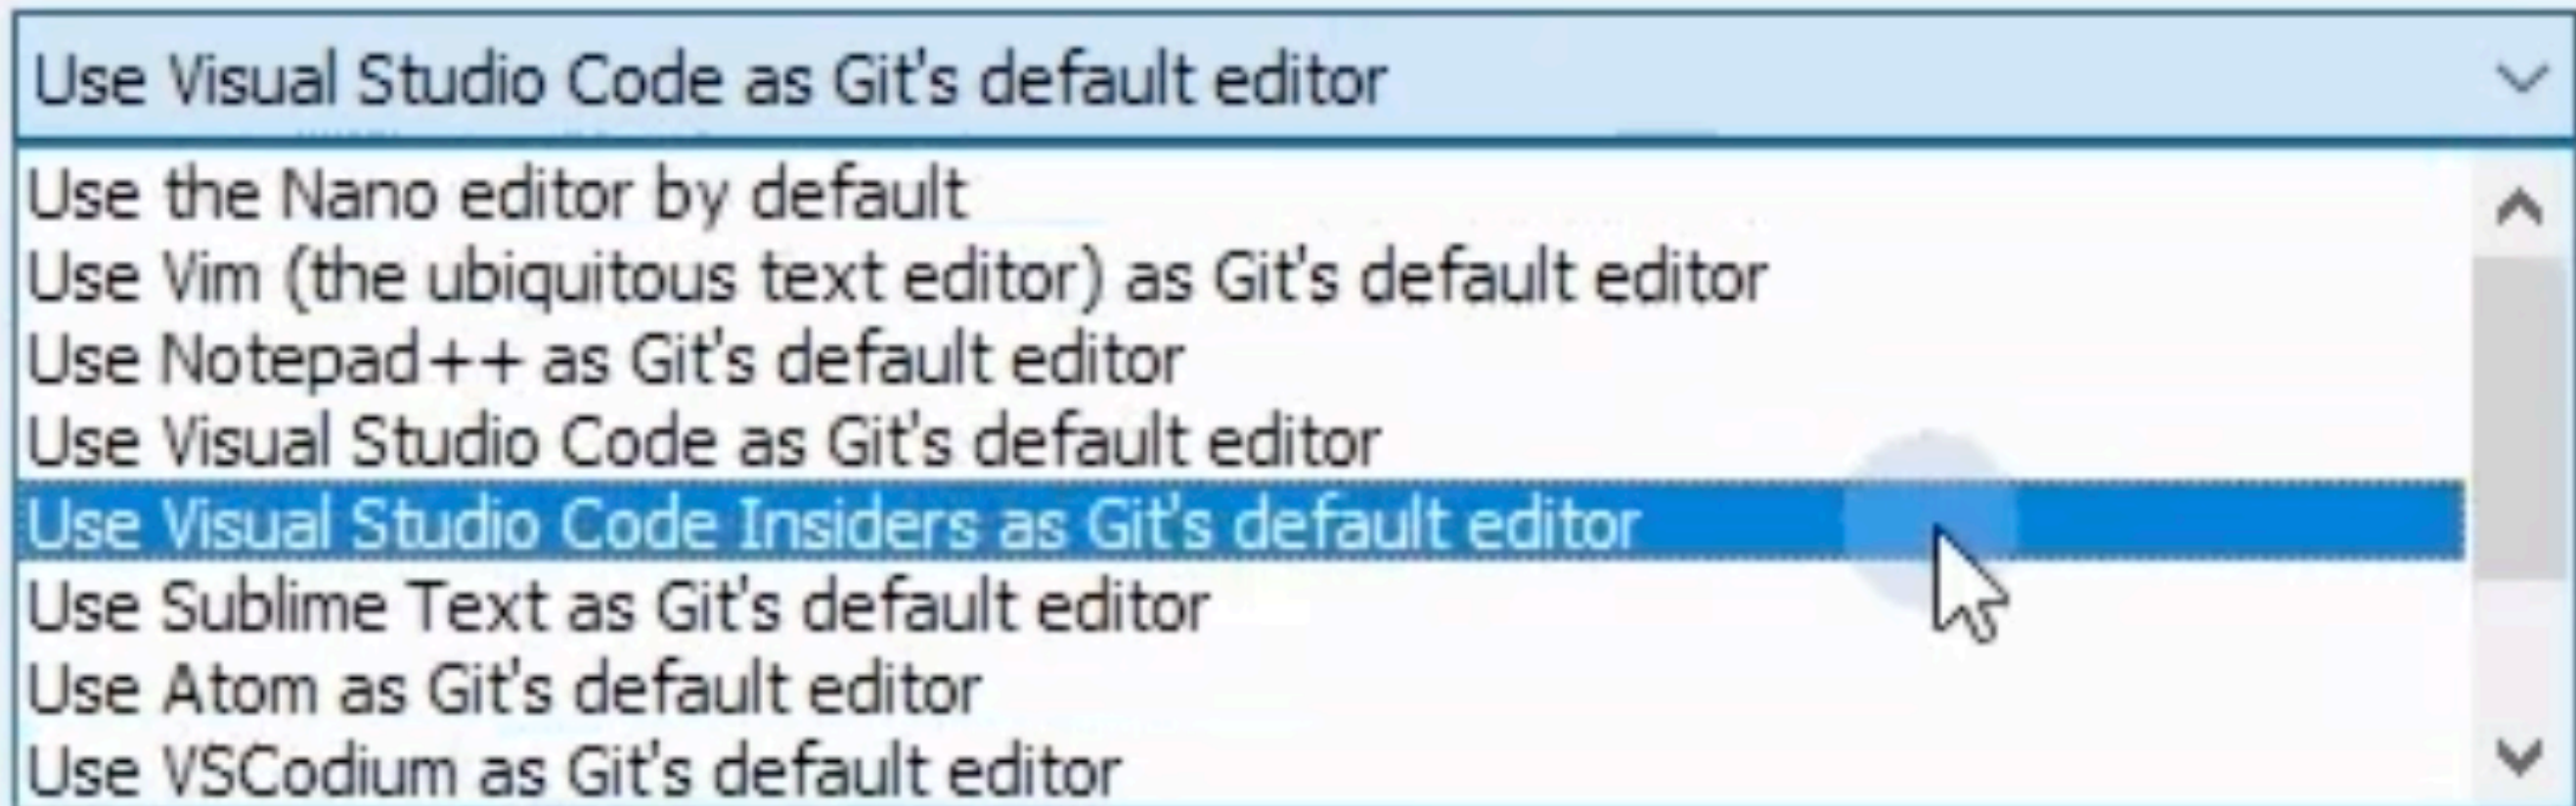 Use Visual Studio Code as Git's default editor
Use the Nano editor by default
Use Vim (the ubiquitous text editor) as Git's default editor
Use Notepad++ as Git's default editor
Use Visual Studio Code as Git's default editor
Use Visual Studio Code Insiders as Git's default editor
Use Sublime Text as Git's default editor
Use Atom as Git's default editor
Use VSCodium as Git's default editor